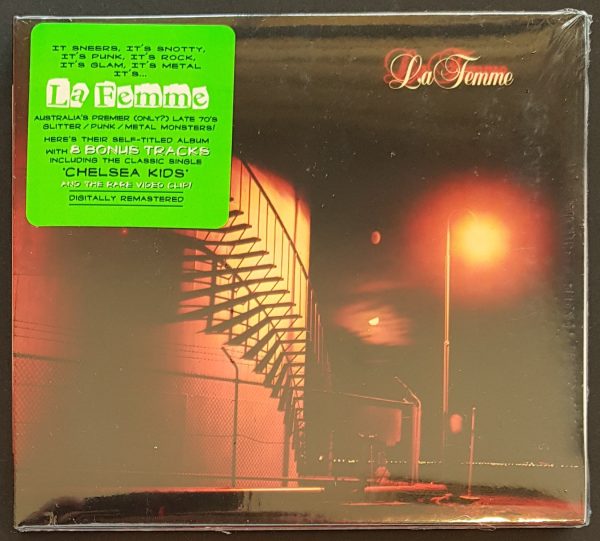 IT SNEERS, IT'S SNOTTY,
IT'S PUNK, IT'S ROCK,
IT'S GLAM, IT'S METAL
IT'S...
La Femme
AUSTRALIA'S PREMIER (ONLY?) LATE 70'S
GLITTER / PUNK / METAL MONSTERS!
HERE'S THEIR SELF-TITLED ALBUM
WITH 8 BONUS TRACKS
INCLUDING THE CLASSIC SINGLE
'CHELSEA KIDS'
AND THE RARE VIDEO CLIP!
DIGITALLY REMASTERED
La Femme